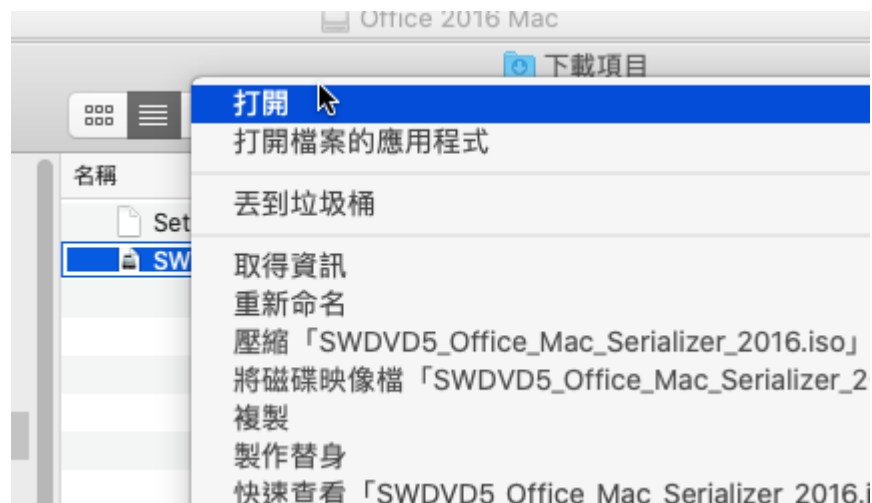 Office 2016 Mac
下載項目
打開
打開檔案的應用程式
名稱
丟到垃圾桶
Set
SW
取得資訊
重新命名
壓縮「SWDVD5_Office_Mac_Serializer_2016.iso」
將磁碟映像檔「SWDVD5_Office_Mac_Serializer_2
複製
製作替身
快速查看「SWDVD5_Office_Mac_Serializer_2016.i